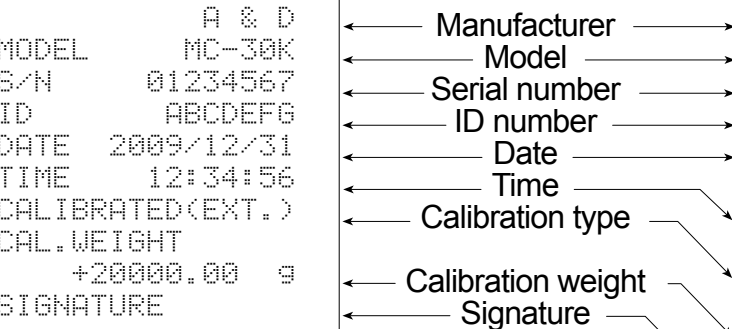 A & D
Manufacturer
MODEL MC-30K
Model
S/N 01234567
Serial number
ID ABCDEFG
ID number
DATE 2009/12/31
Date
TIME 12:34:56
Time
CALIBRATED(EXT.)
Calibration type
CAL.WEIGHT
+20000.00 g
Calibration weight
SIGNATURE
Signature